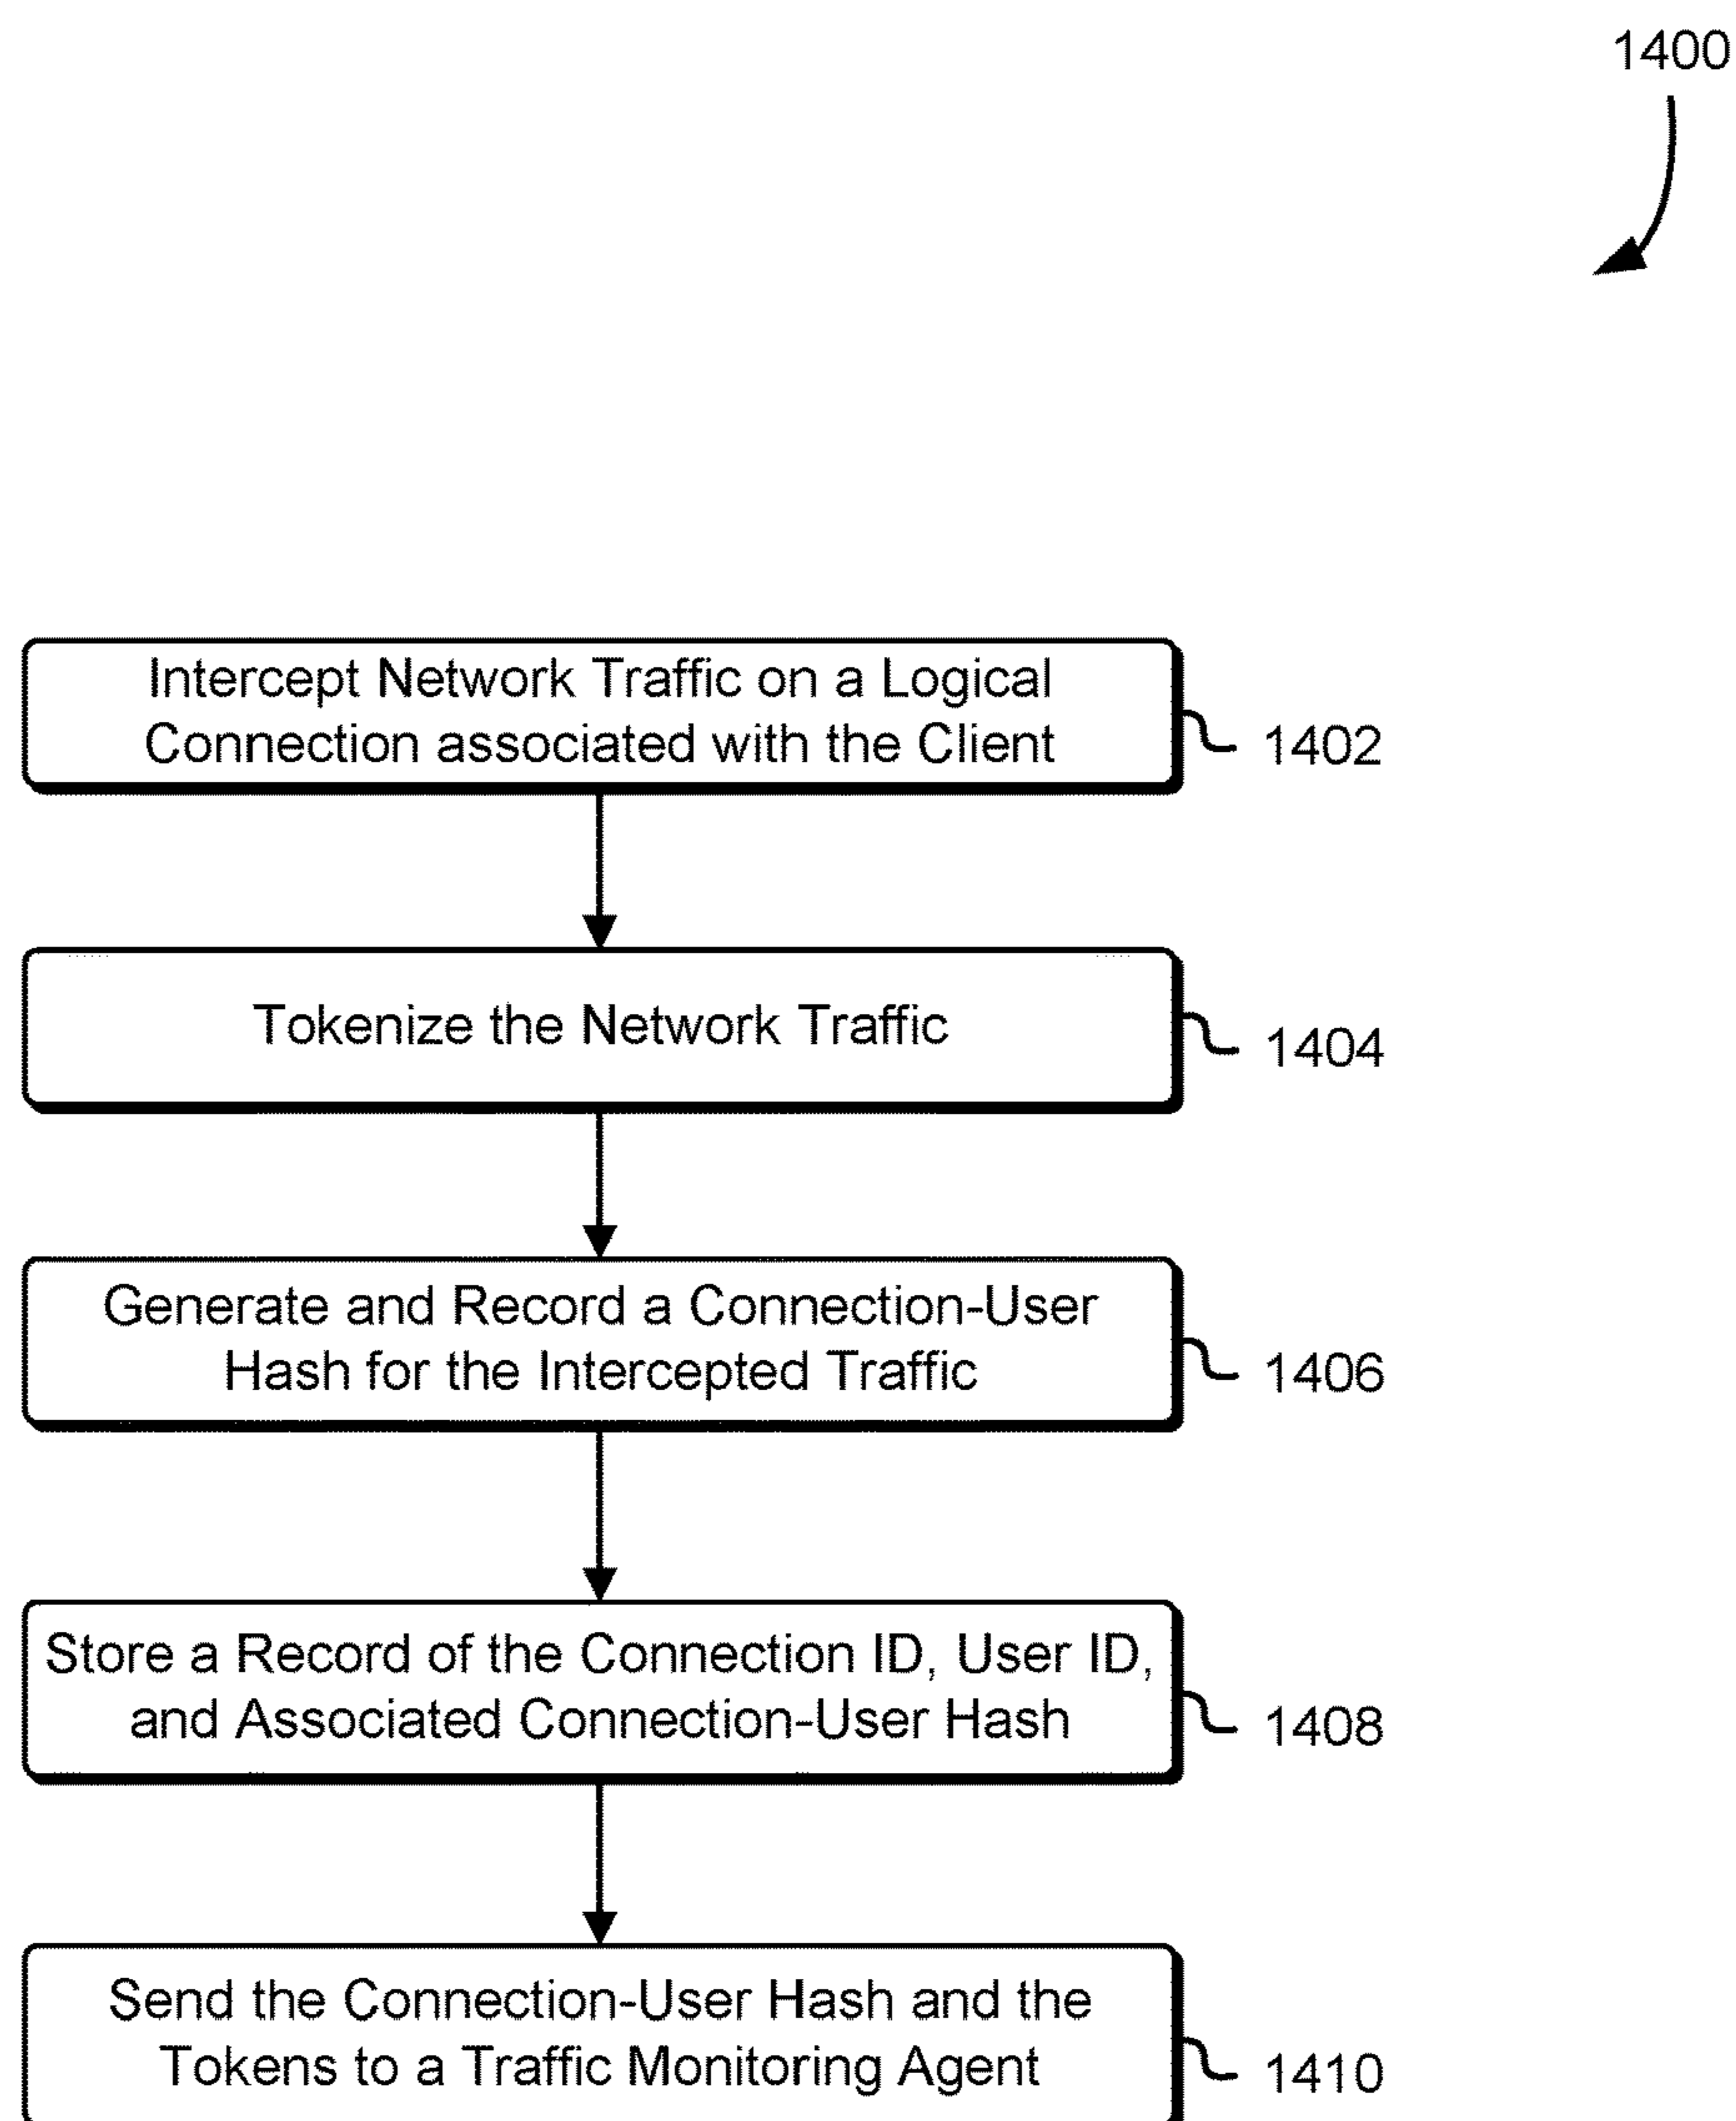 1400
Intercept Network Traffic on a Logical
Connection associated with the Client
1402
Tokenize the Network Traffic
1404
Generate and Record a Connection-User
Hash for the Intercepted Traffic
1406
Store a Record of the Connection ID, User ID,
and Associated Connection-User Hash
1408
Send the Connection-User Hash and the
Tokens to a Traffic Monitoring Agent
1410